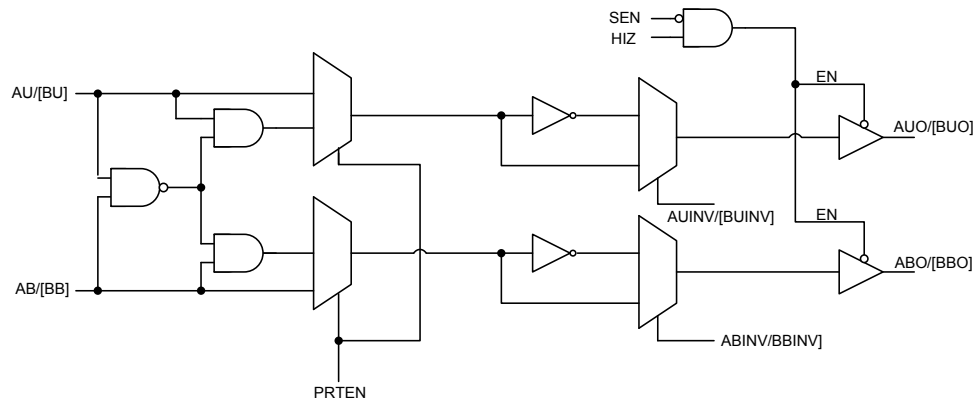 SEN
HIZ
AU/[BU]
EN
AUO/[BUO]
AUINV/[BUINV]
EN
AB/[BB]
ABO/[BBO]
ABINV/BBINV]
PRTEN